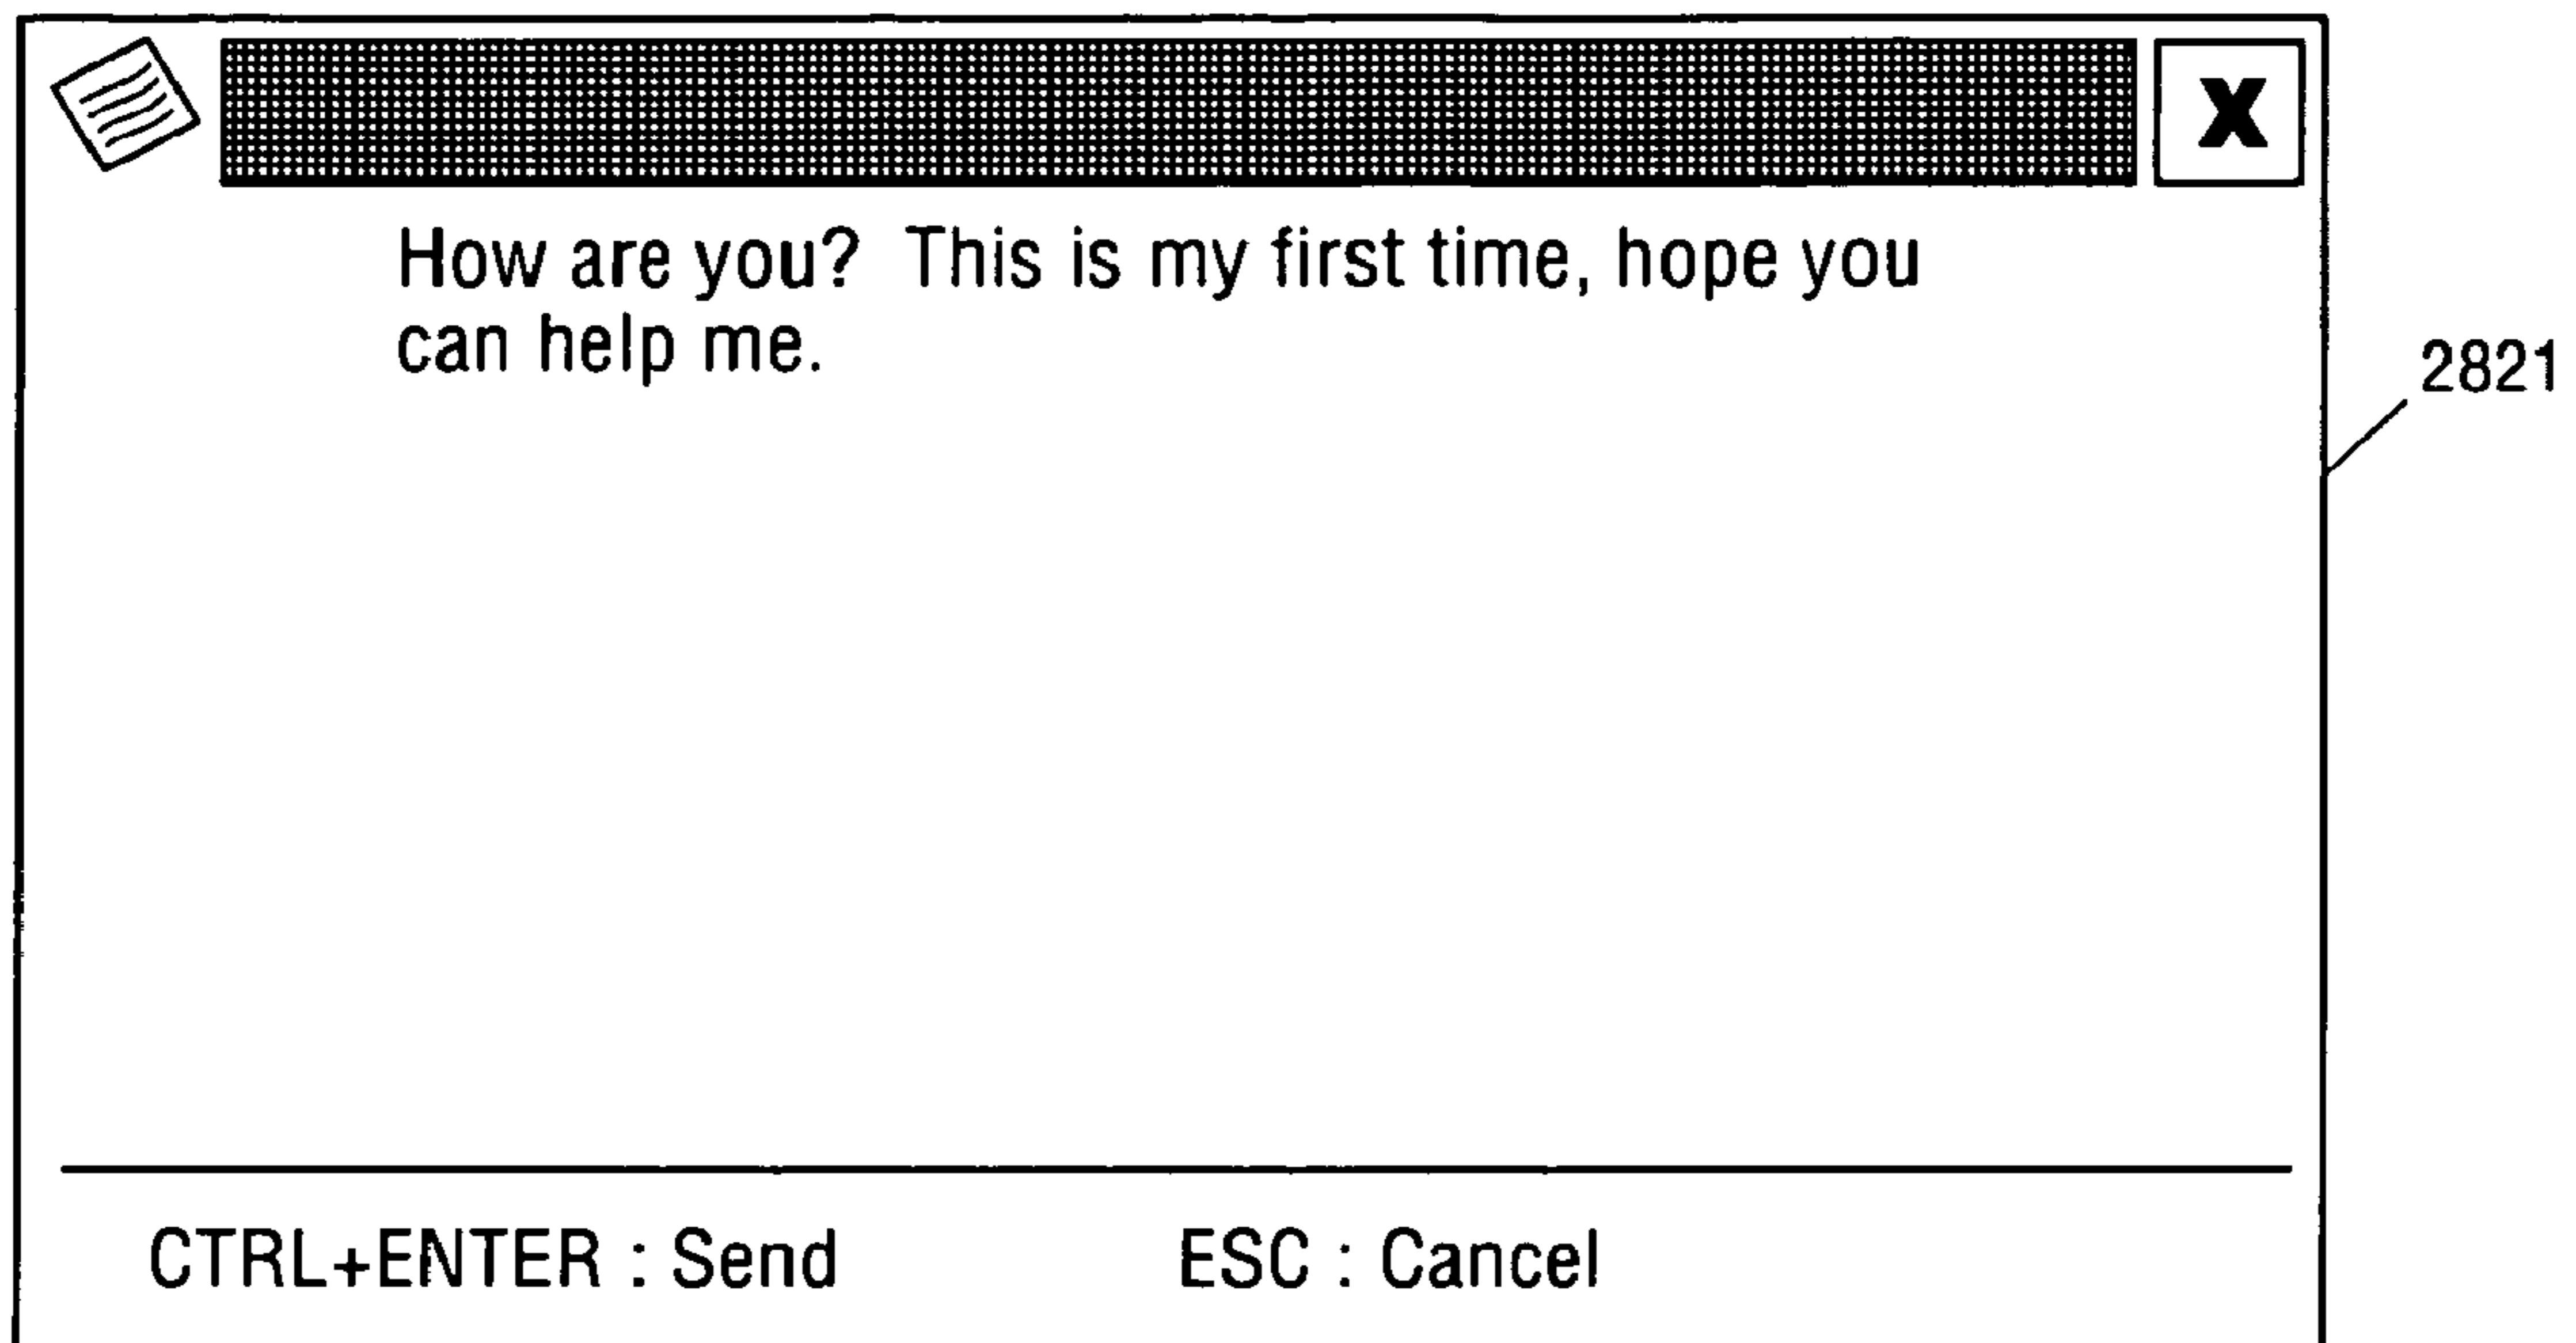 X
How are you? This is my first time, hope you
can help me.
2821
CTRL+ENTER : Send ESC : Cancel